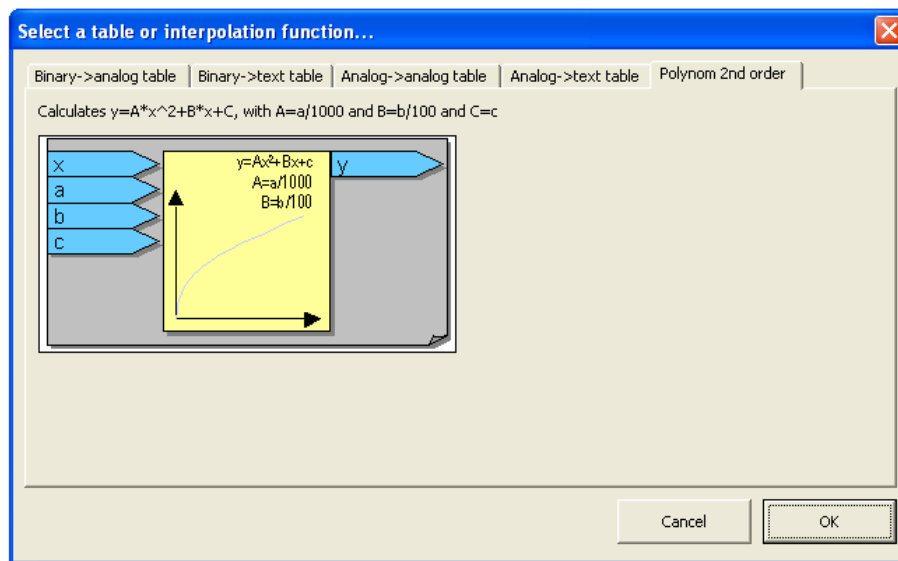 Select a table or interpolation function...
Binary->analog table Binary->text table Analog->analog table Analog->text table Polynom 2nd order
Calculates y=A*x^2+B*x+C, with A=a/1000 and B=b/100 and C=c
x
a
b
c
y=Ax²+Bx+c
A=a/1000
B=b/100
y
Cancel OK